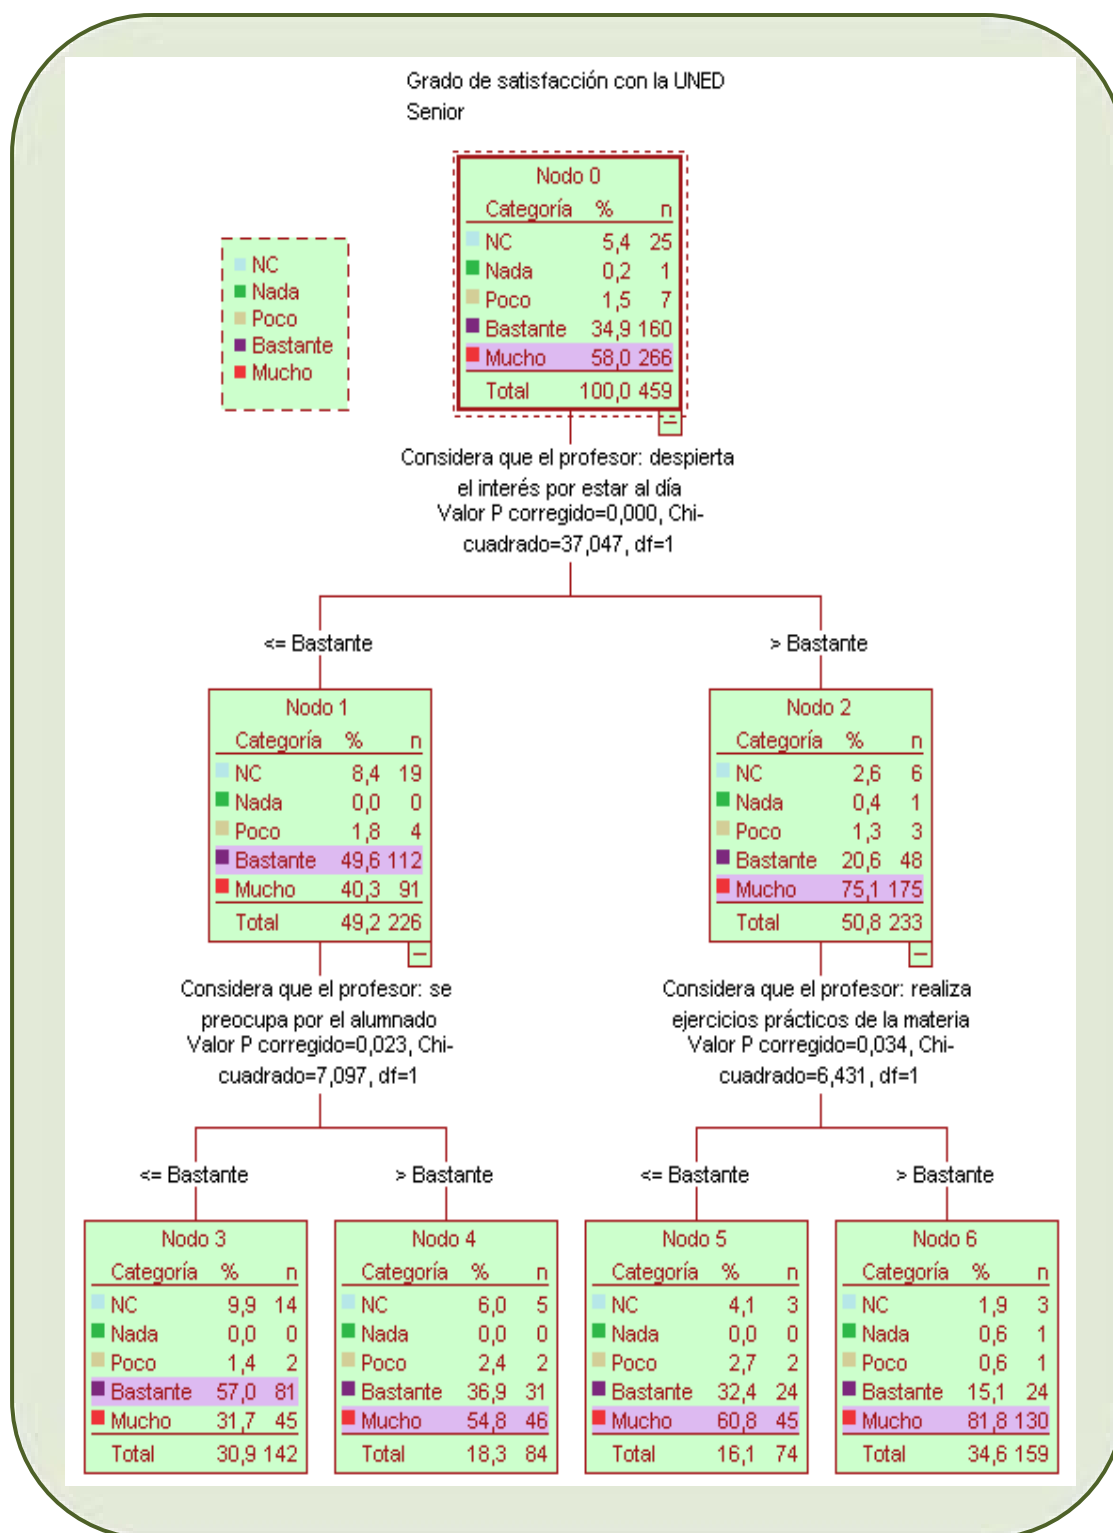 Grado de satisfacción con la UNED
Senior
NC
Nada
Poco
Bastante
Mucho
Nodo 0
Categoría % n
NC 5,4 25
Nada 0,2 1
Poco 1,5 7
Bastante 34,9 160
Mucho 58,0 266
Total 100,0 459
Considera que el profesor: despierta
el interés por estar al día
Valor P corregido=0,000, Chi-
cuadrado=37,047, df=1
<= Bastante
> Bastante
Nodo 1
Categoría % n
NC 8,4 19
Nada 0,0 0
Poco 1,8 4
Bastante 49,6 112
Mucho 40,3 91
Total 49,2 226
Nodo 2
Categoría % n
NC 2,6 6
Nada 0,4 1
Poco 1,3 3
Bastante 20,6 48
Mucho 75,1 175
Total 50,8 233
Considera que el profesor: se
preocupa por el alumnado
Valor P corregido=0,023, Chi-
cuadrado=7,097, df=1
Considera que el profesor: realiza
ejercicios prácticos de la materia
Valor P corregido=0,034, Chi-
cuadrado=6,431, df=1
<= Bastante
> Bastante
<= Bastante
> Bastante
Nodo 3
Categoría % n
NC 9,9 14
Nada 0,0 0
Poco 1,4 2
Bastante 57,0 81
Mucho 31,7 45
Total 30,9 142
Nodo 4
Categoría % n
NC 6,0 5
Nada 0,0 0
Poco 2,4 2
Bastante 36,9 31
Mucho 54,8 46
Total 18,3 84
Nodo 5
Categoría % n
NC 4,1 3
Nada 0,0 0
Poco 2,7 2
Bastante 32,4 24
Mucho 60,8 45
Total 16,1 74
Nodo 6
Categoría % n
NC 1,9 3
Nada 0,6 1
Poco 0,6 1
Bastante 15,1 24
Mucho 81,8 130
Total 34,6 159